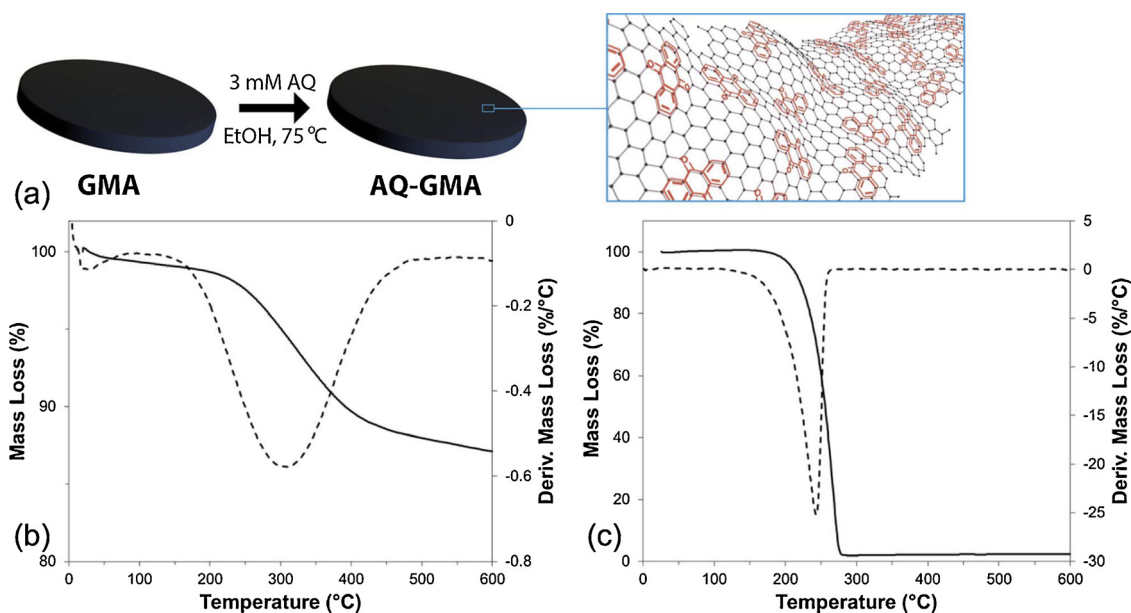 3 mM AQ
EtOH, 75 °C
GMA
AQ-GMA
(a)
100
90
80
Mass Loss (%)
0
-0.2
-0.4
-0.6
-0.8
Deriv. Mass Loss (%/°C)
(b)
0 100 200 300 400 500 600
Temperature (°C)
100
80
60
40
20
0
Mass Loss (%)
5
0
-5
-10
-15
-20
-25
-30
Deriv. Mass Loss (%/°C)
(c)
0 100 200 300 400 500 600
Temperature (°C)